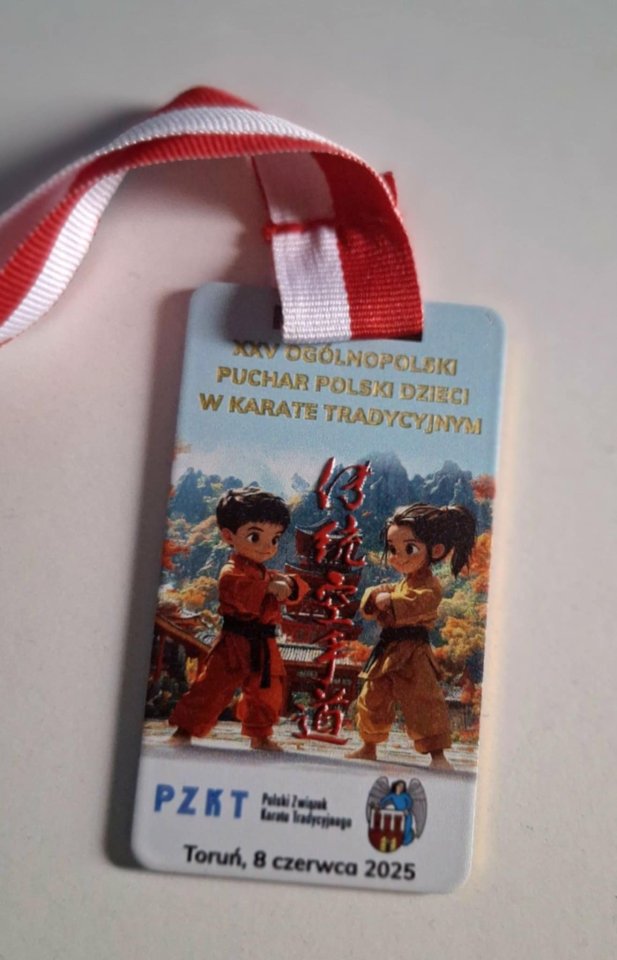 XXV OGÓLNOPOLSKI
PUCHAR POLSKI DZIECI
W KARATE TRADYCYJNYM
伝統空手道
PZKT
Polski Związek
Karate Tradycyjnego
Toruń, 8 czerwca 2025